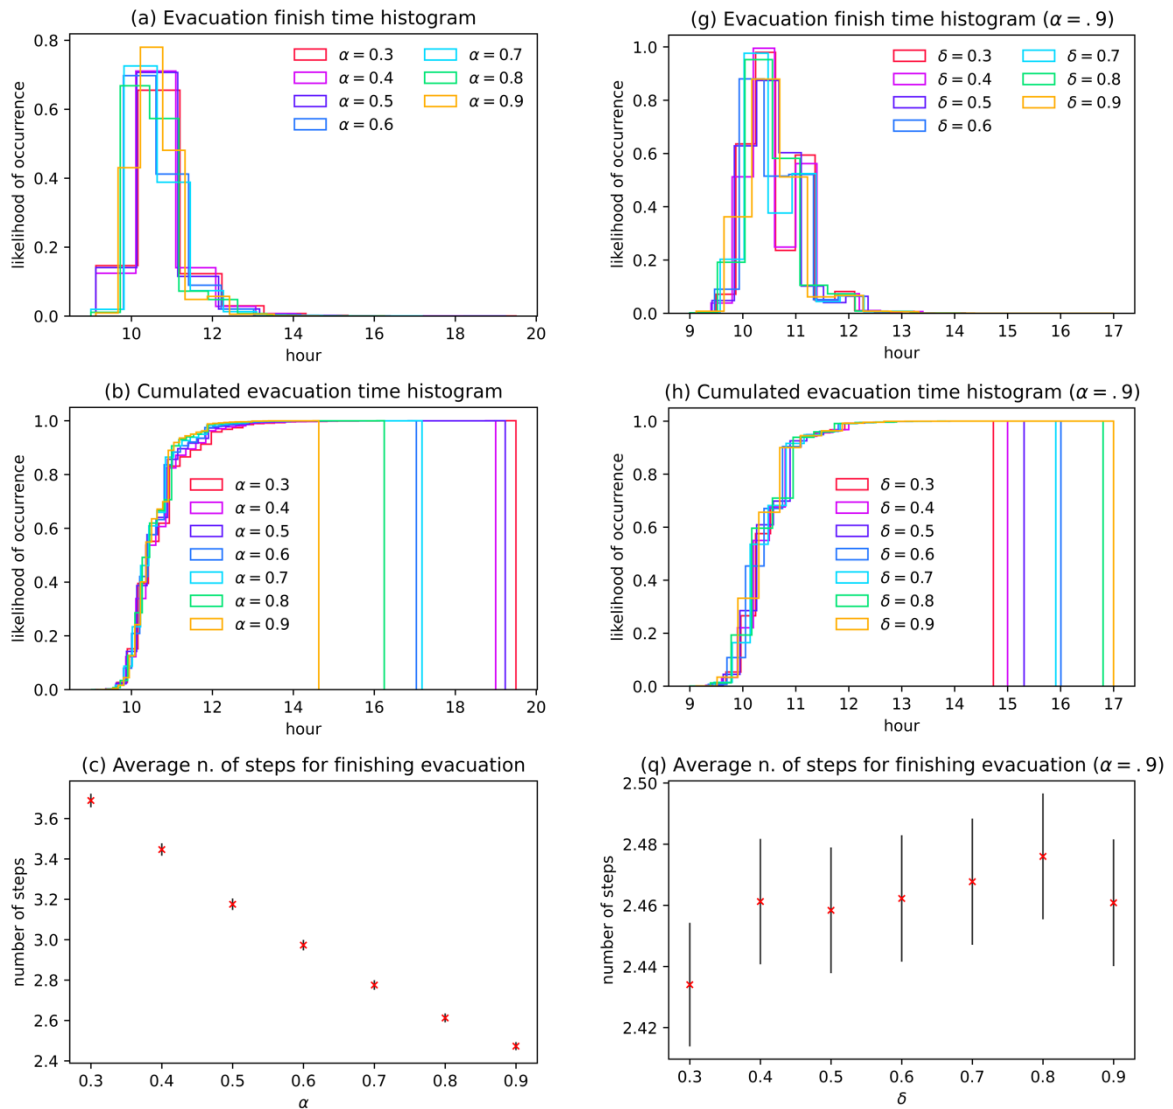 (a) Evacuation finish time histogram
likelihood of occurrence
0.8
0.6
0.4
0.2
0.0
α = 0.3
α = 0.4
α = 0.5
α = 0.6
α = 0.7
α = 0.8
α = 0.9
10 12 14 16 18 20
hour
(g) Evacuation finish time histogram (α = .9)
likelihood of occurrence
1.0
0.8
0.6
0.4
0.2
0.0
δ = 0.3
δ = 0.4
δ = 0.5
δ = 0.6
δ = 0.7
δ = 0.8
δ = 0.9
9 10 11 12 13 14 15 16 17
hour
(b) Cumulated evacuation time histogram
likelihood of occurrence
1.0
0.8
0.6
0.4
0.2
0.0
α = 0.3
α = 0.4
α = 0.5
α = 0.6
α = 0.7
α = 0.8
α = 0.9
10 12 14 16 18 20
hour
(h) Cumulated evacuation time histogram (α = .9)
likelihood of occurrence
1.0
0.8
0.6
0.4
0.2
0.0
δ = 0.3
δ = 0.4
δ = 0.5
δ = 0.6
δ = 0.7
δ = 0.8
δ = 0.9
9 10 11 12 13 14 15 16 17
hour
(c) Average n. of steps for finishing evacuation
number of steps
3.6
3.4
3.2
3.0
2.8
2.6
2.4
0.3 0.4 0.5 0.6 0.7 0.8 0.9
α
(q) Average n. of steps for finishing evacuation (α = .9)
number of steps
2.50
2.48
2.46
2.44
2.42
0.3 0.4 0.5 0.6 0.7 0.8 0.9
δ